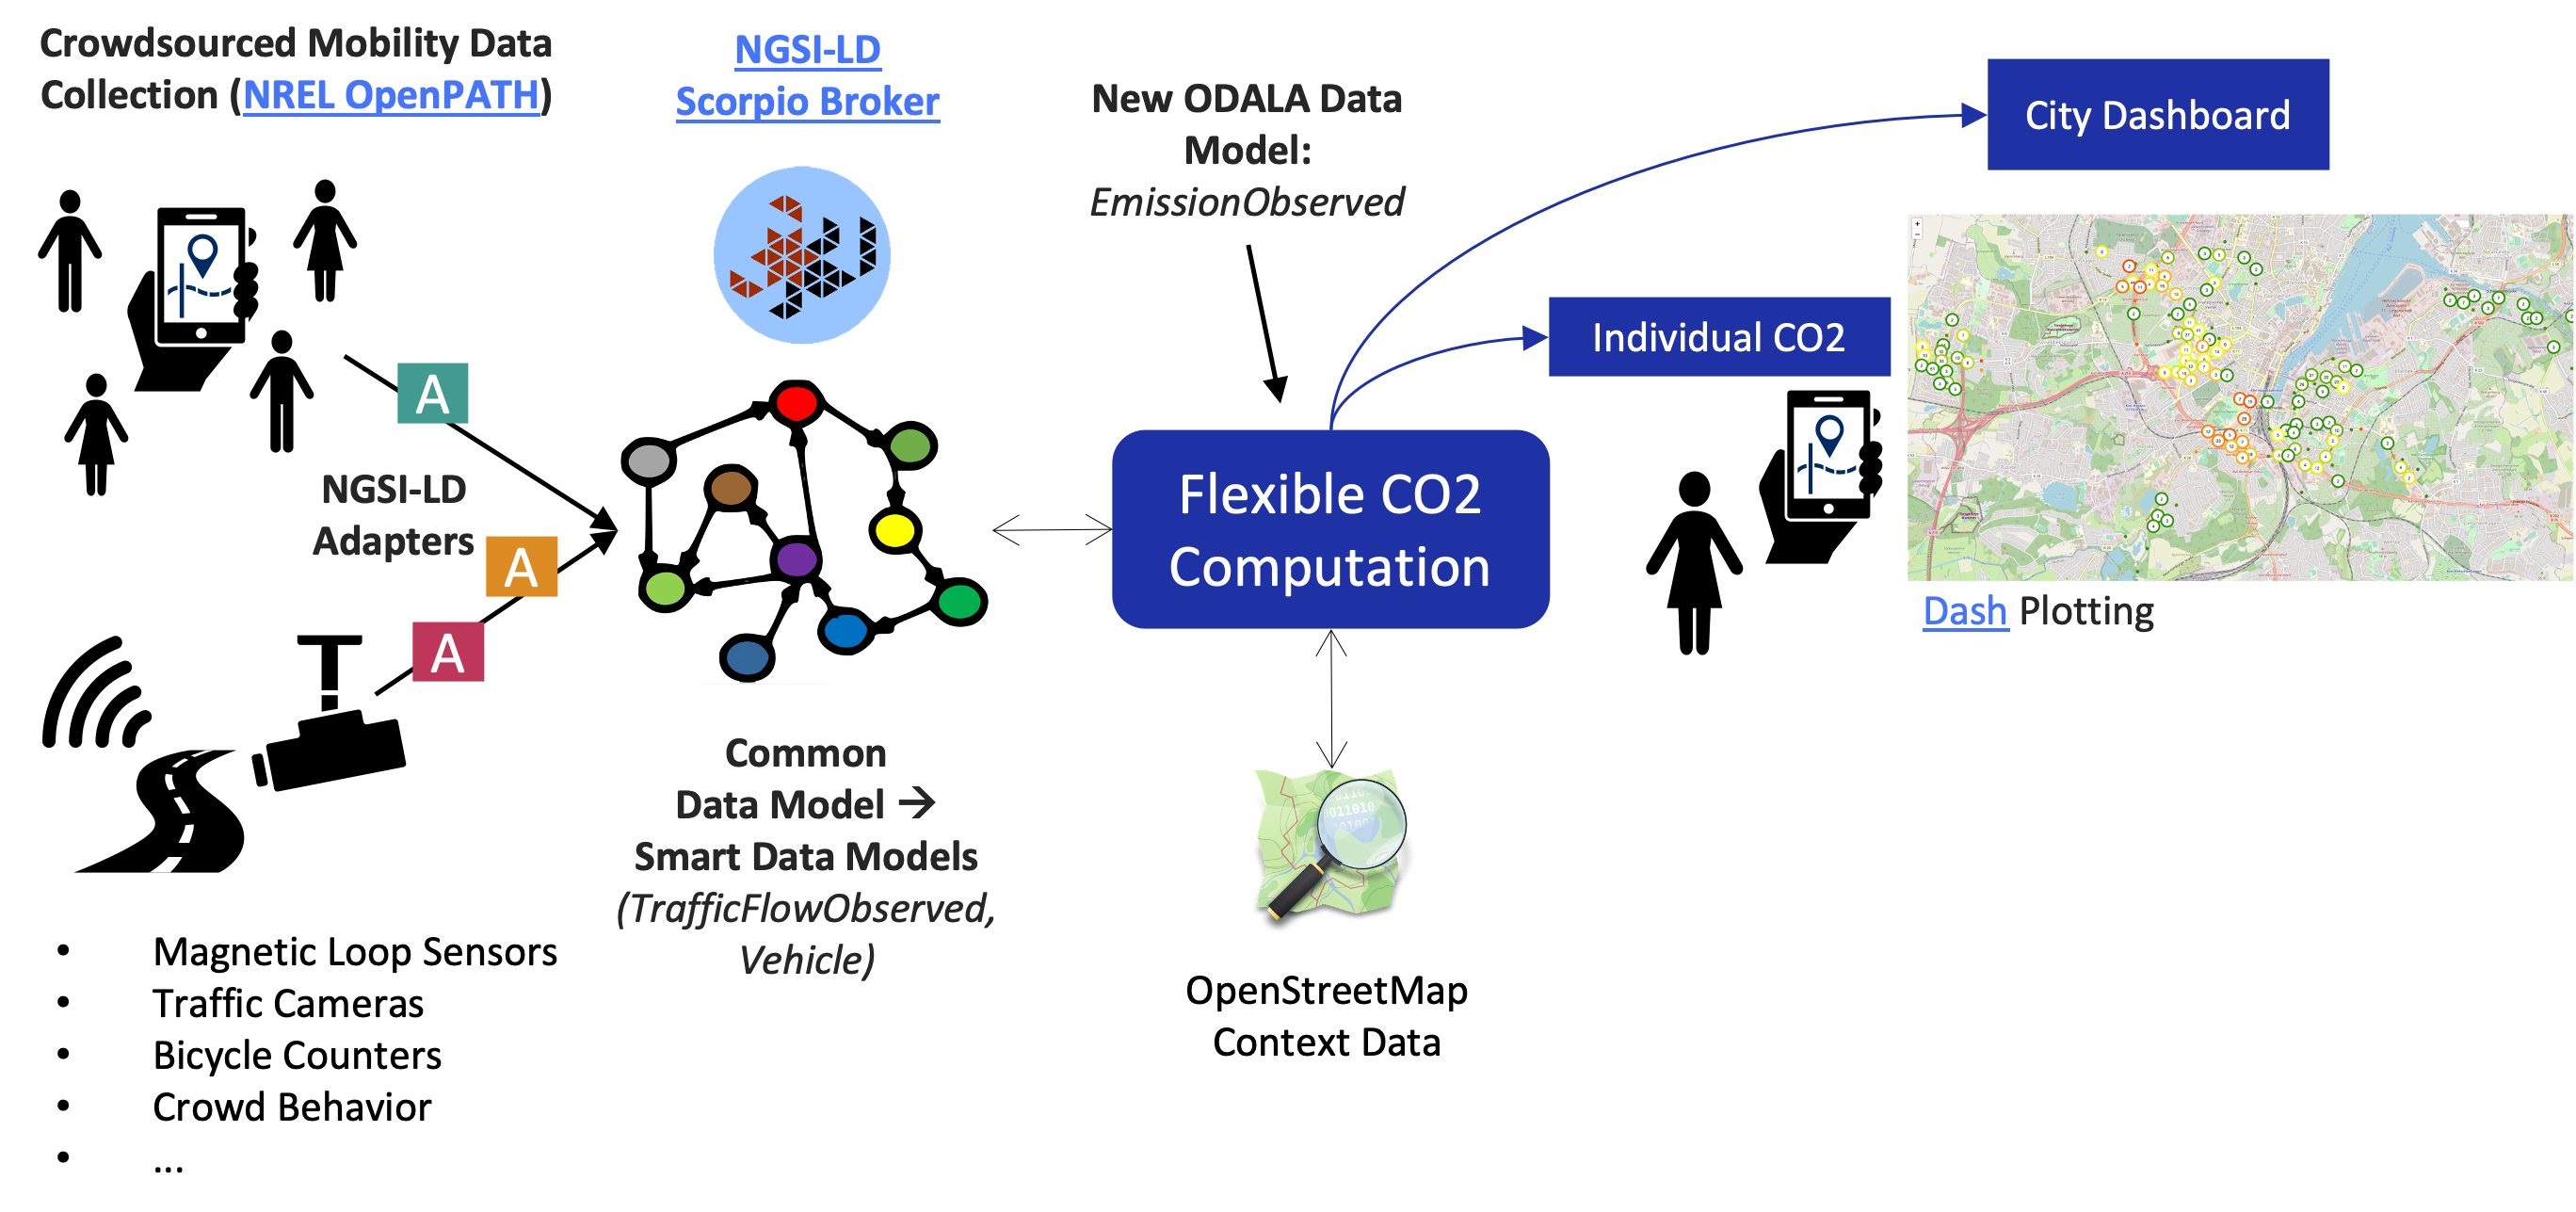 Crowdsourced Mobility Data
Collection (NREL OpenPATH)
NGSI-LD
Scorpio Broker
New ODALA Data
Model:
EmissionObserved
City Dashboard
Individual CO2
A
NGSI-LD
Adapters
A
A
Flexible CO2
Computation
Dash Plotting
Common
Data Model →
Smart Data Models
(TrafficFlowObserved,
Vehicle)
OpenStreetMap
Context Data
• Magnetic Loop Sensors
• Traffic Cameras
• Bicycle Counters
• Crowd Behavior
• ...